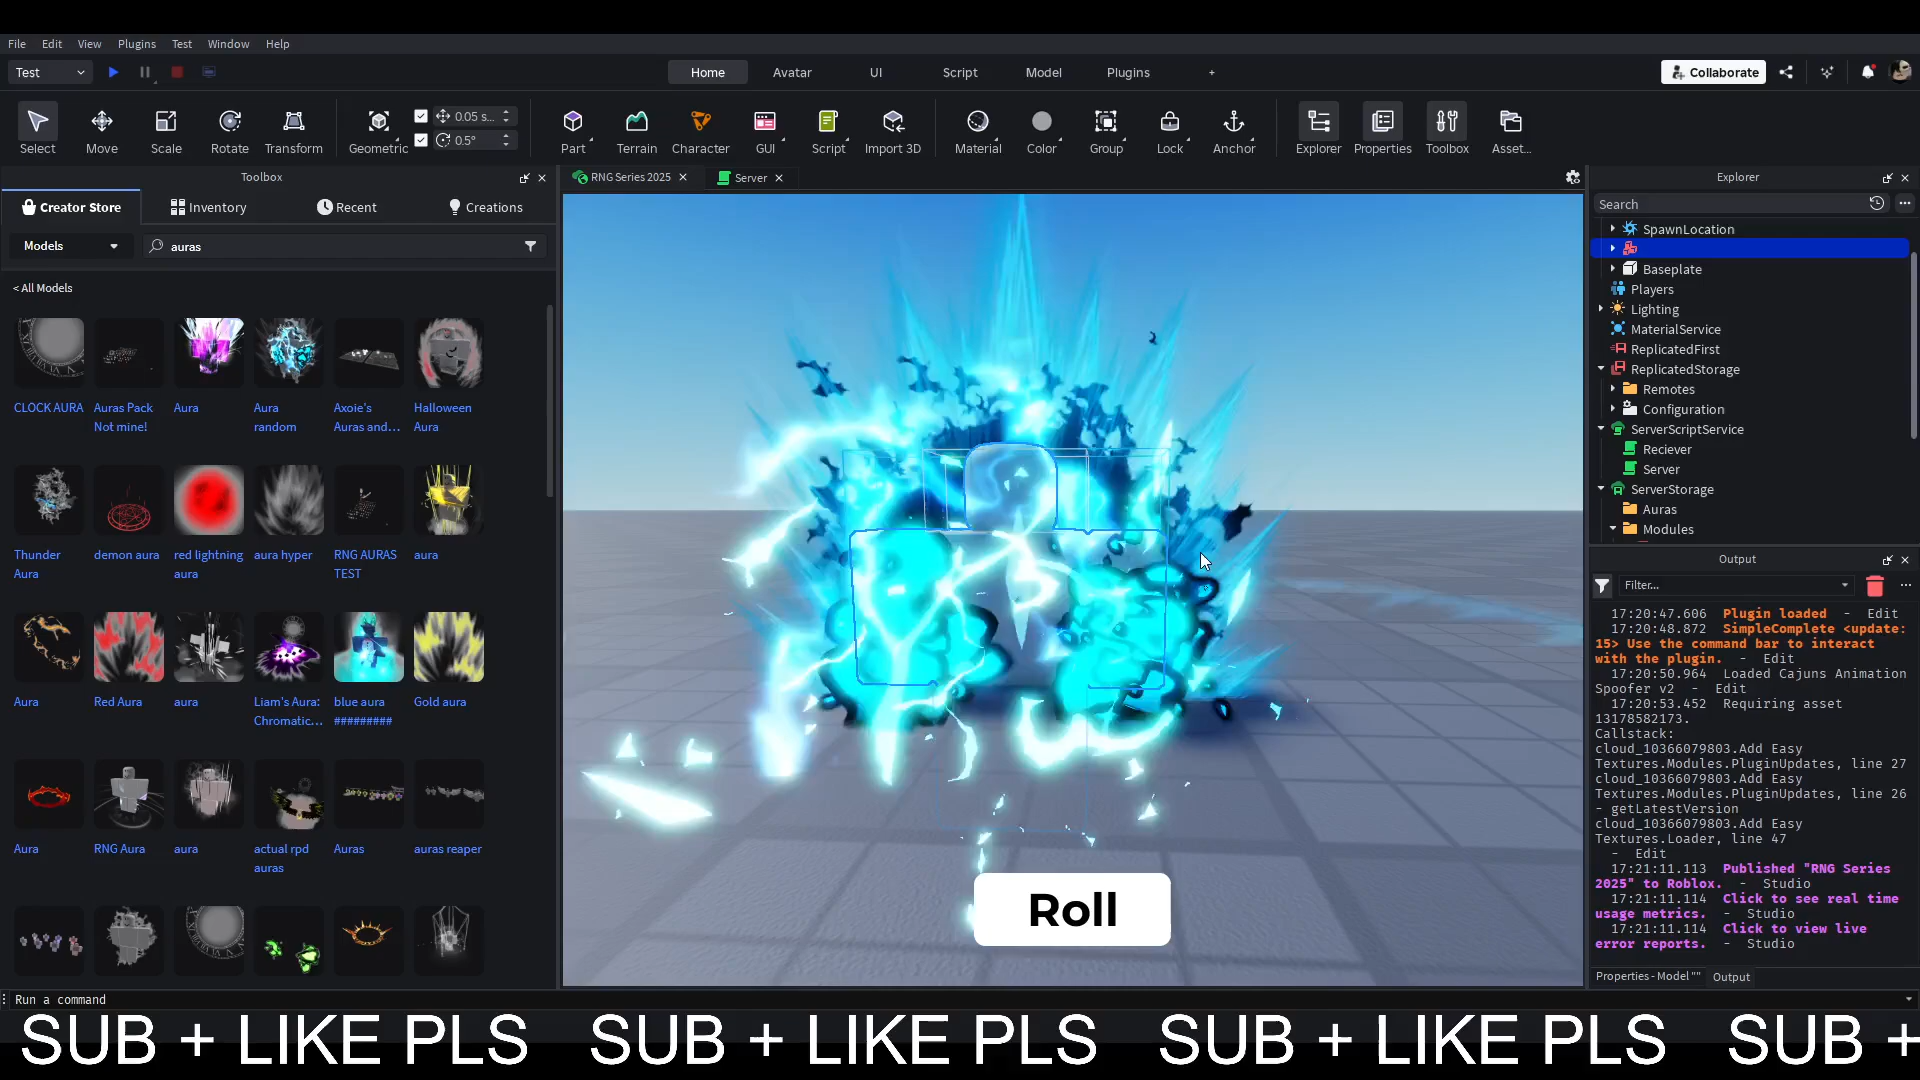 File Edit View Plugins Test Window Help
Test
Home Avatar UI Script Model Plugins +
Collaborate
Select Move Scale Rotate Transform
Geometric
0.05 s...
0.5°
Part Terrain Character GUI Script Import 3D
Material Color Group Lock Anchor
Explorer Properties Toolbox Asset...
Toolbox
Creator Store Inventory Recent Creations
Models
auras
< All Models
CLOCK AURA
Auras Pack
Not mine!
Aura
Aura
random
Axoie's
Auras and...
Halloween
Aura
Thunder
Aura
demon aura
red lightning
aura
aura hyper
RNG AURAS
TEST
aura
Aura
Red Aura
aura
Liam's Aura:
Chromatic...
blue aura
#########
Gold aura
Aura
RNG Aura
aura
actual rpd
auras
Auras
auras reaper
RNG Series 2025
Server
Roll
Explorer
Search
SpawnLocation
Baseplate
Players
Lighting
MaterialService
ReplicatedFirst
ReplicatedStorage
Remotes
Configuration
ServerScriptService
Reciever
Server
ServerStorage
Auras
Modules
Output
Filter...
17:20:47.606 Plugin loaded - Edit
17:20:48.872 SimpleComplete <update:
15> Use the command bar to interact
with the plugin. - Edit
17:20:50.964 Loaded Cajuns Animation
Spoofer v2 - Edit
17:20:53.452 Requiring asset
13178582173.
Callstack:
cloud_10366079803.Add Easy
Textures.Modules.PluginUpdates, line 27
cloud_10366079803.Add Easy
Textures.Modules.PluginUpdates, line 26
- getLatestVersion
cloud_10366079803.Add Easy
Textures.Loader, line 47
- Edit
17:21:11.113 Published "RNG Series
2025" to Roblox. - Studio
17:21:11.114 Click to see real time
usage metrics. - Studio
17:21:11.114 Click to view live
error reports. - Studio
Properties - Model "" Output
Run a command
SUB + LIKE PLS SUB + LIKE PLS SUB + LIKE PLS SUB +